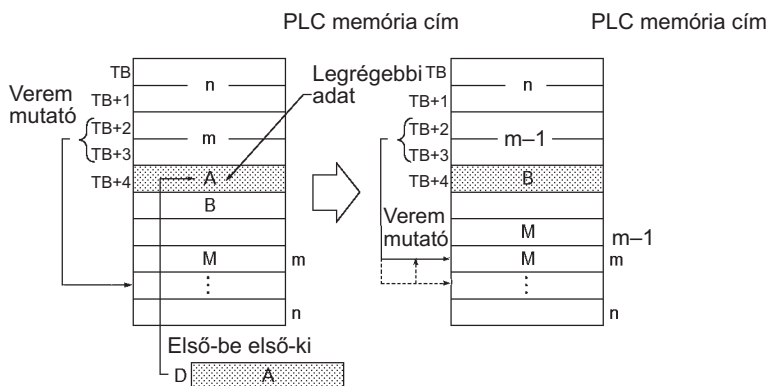 PLC memória cím
PLC memória cím
Verem
mutató
TB
TB+1
TB+2
TB+3
TB+4
n
m
A
B
M
⋮
m
n
Legrégebbi
adat
Első-be első-ki
D
A
TB
TB+1
TB+2
TB+3
TB+4
n
m–1
B
Verem
mutató
M
m–1
M
m
⋮
n